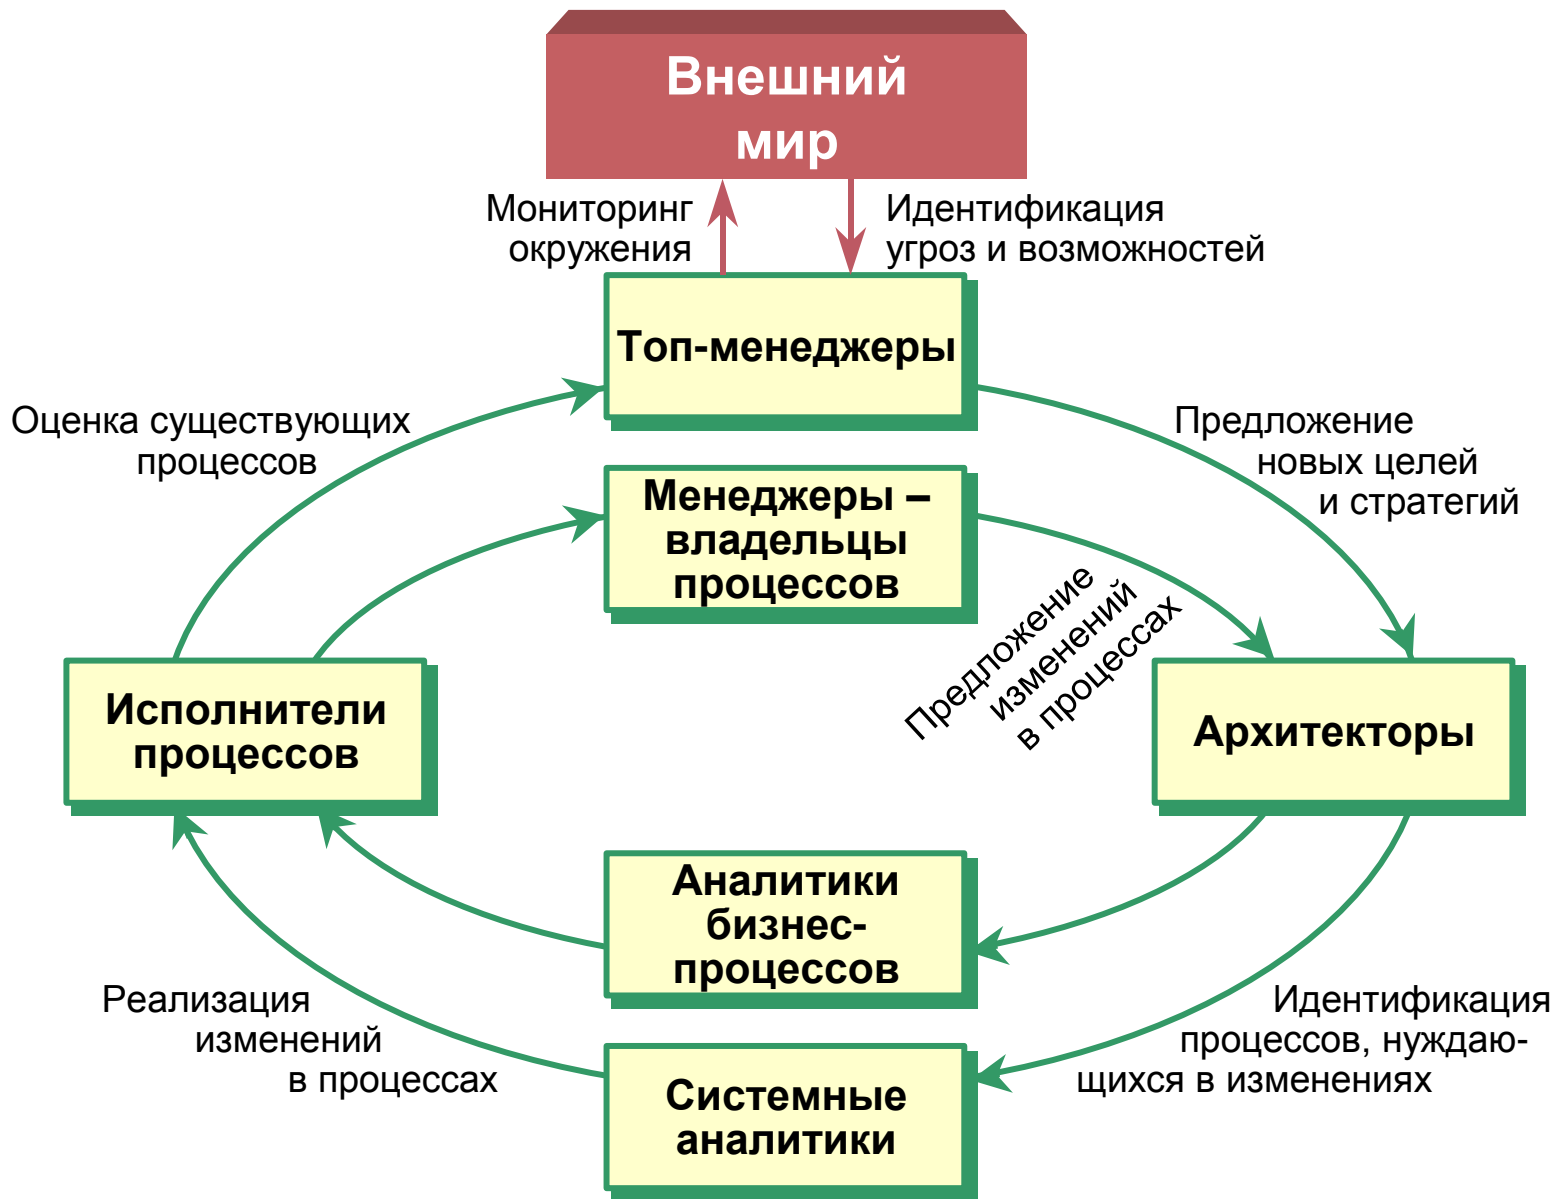 Внешний
мир
Мониторинг
окружения
Идентификация
угроз и возможностей
Топ-менеджеры
Оценка существующих
процессов
Предложение
новых целей
и стратегий
Менеджеры –
владельцы
процессов
Предложение
изменений
в процессах
Исполнители
процессов
Архитекторы
Аналитики
бизнес-
процессов
Реализация
изменений
в процессах
Идентификация
процессов, нуждаю-
щихся в изменениях
Системные
аналитики